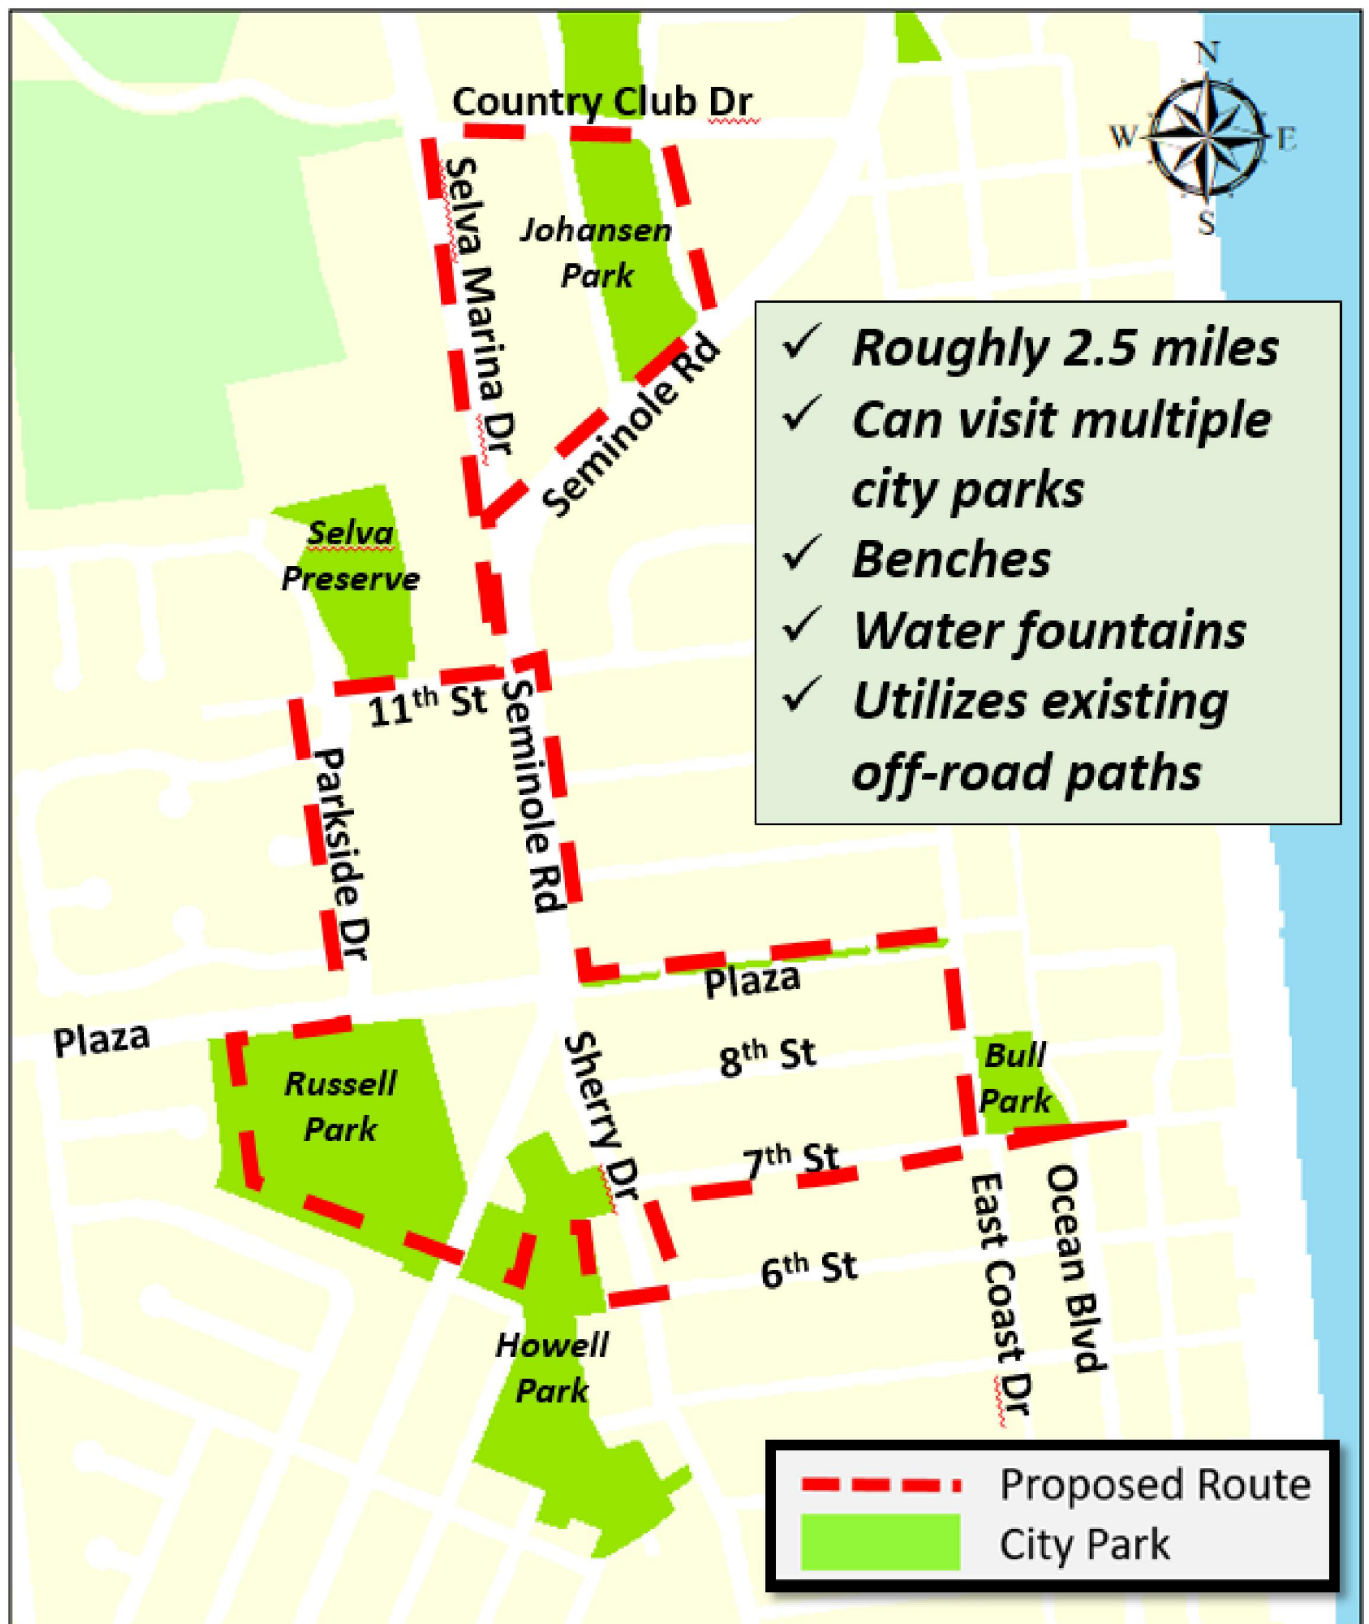 N
Country Club Dr
W
E
S
Selva Marina Dr
Johansen
Park
Seminole Rd
✓ Roughly 2.5 miles
✓ Can visit multiple
city parks
✓ Benches
✓ Water fountains
✓ Utilizes existing
off-road paths
Selva
Preserve
11th St
Seminole Rd
Parkside Dr
Plaza
Plaza
Sherry Dr
8th St
Bull
Park
Russell
Park
7th St
East Coast Dr
Ocean Blvd
6th St
Howell
Park
Proposed Route
City Park